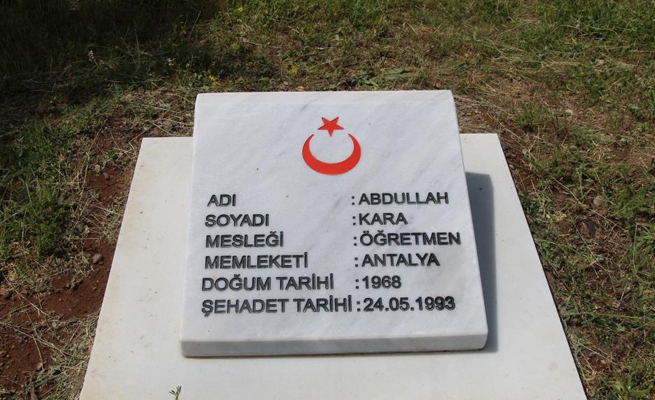 ADI : ABDULLAH
SOYADI : KARA
MESLEĞİ : ÖĞRETMEN
MEMLEKETİ : ANTALYA
DOĞUM TARİHİ : 1968
ŞEHADET TARİHİ : 24.05.1993